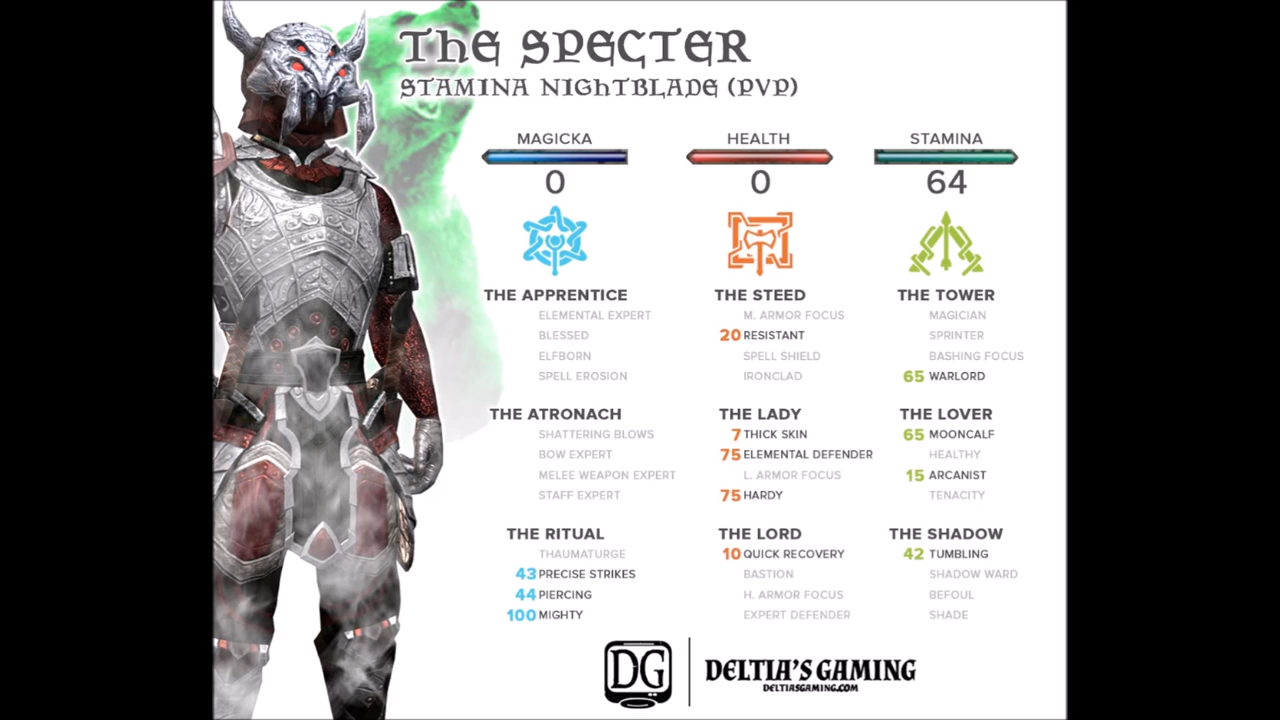 The Specter
Stamina Nightblade (PvP)
MAGICKA
0
HEALTH
0
STAMINA
64
THE APPRENTICE
ELEMENTAL EXPERT
BLESSED
ELFBORN
SPELL EROSION
THE STEED
M. ARMOR FOCUS
20 RESISTANT
SPELL SHIELD
IRONCLAD
THE TOWER
MAGICIAN
SPRINTER
BASHING FOCUS
65 WARLORD
THE ATRONACH
SHATTERING BLOWS
BOW EXPERT
MELEE WEAPON EXPERT
STAFF EXPERT
THE LADY
7 THICK SKIN
75 ELEMENTAL DEFENDER
L. ARMOR FOCUS
75 HARDY
THE LOVER
65 MOONCALF
HEALTHY
15 ARCANIST
TENACITY
THE RITUAL
THAUMATURGE
43 PRECISE STRIKES
44 PIERCING
100 MIGHTY
THE LORD
10 QUICK RECOVERY
BASTION
H. ARMOR FOCUS
EXPERT DEFENDER
THE SHADOW
42 TUMBLING
SHADOW WARD
BEFOUL
SHADE
DG
DELTIA'S GAMING
DELTIASGAMING.COM